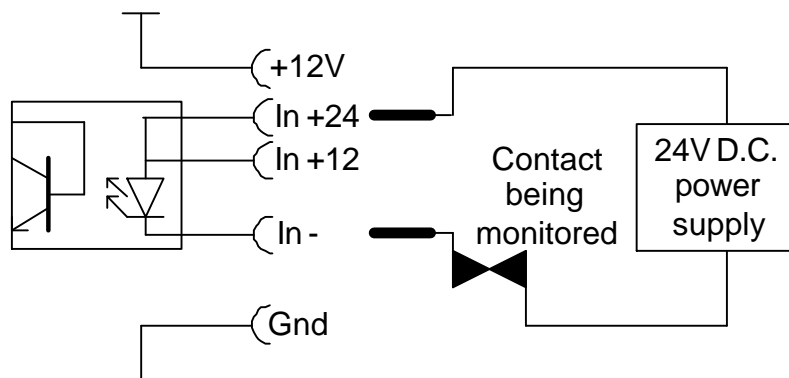 +12V
In +24
In +12
In -
Gnd
Contact
being
monitored
24V D.C.
power
supply